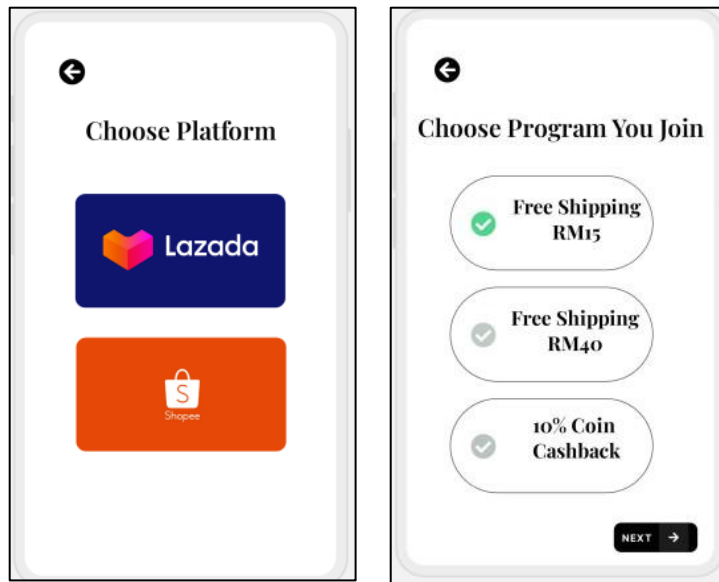 Choose Platform
Lazada
S
Shopee
Choose Program You Join
Free Shipping
RM15
Free Shipping
RM40
10% Coin
Cashback
NEXT